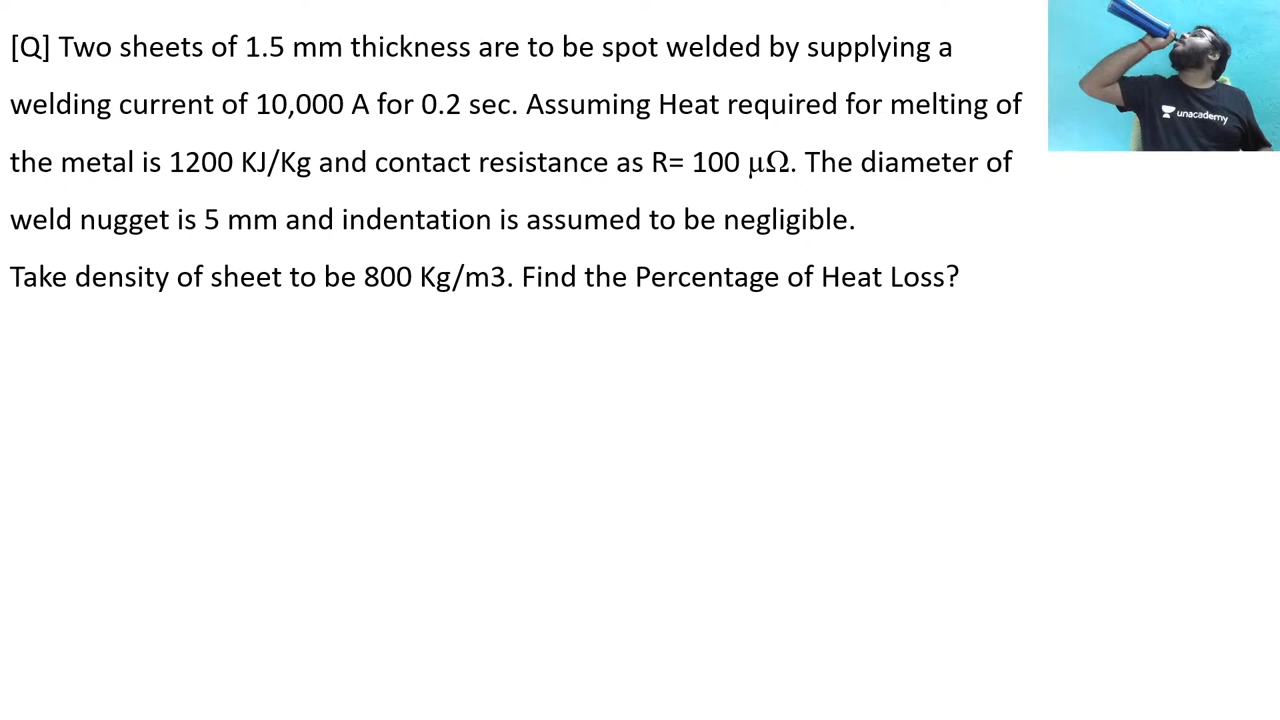 [Q] Two sheets of 1.5 mm thickness are to be spot welded by supplying a
welding current of 10,000 A for 0.2 sec. Assuming Heat required for melting of
the metal is 1200 KJ/Kg and contact resistance as R= 100 μΩ. The diameter of
weld nugget is 5 mm and indentation is assumed to be negligible.
Take density of sheet to be 800 Kg/m3. Find the Percentage of Heat Loss?
unacademy